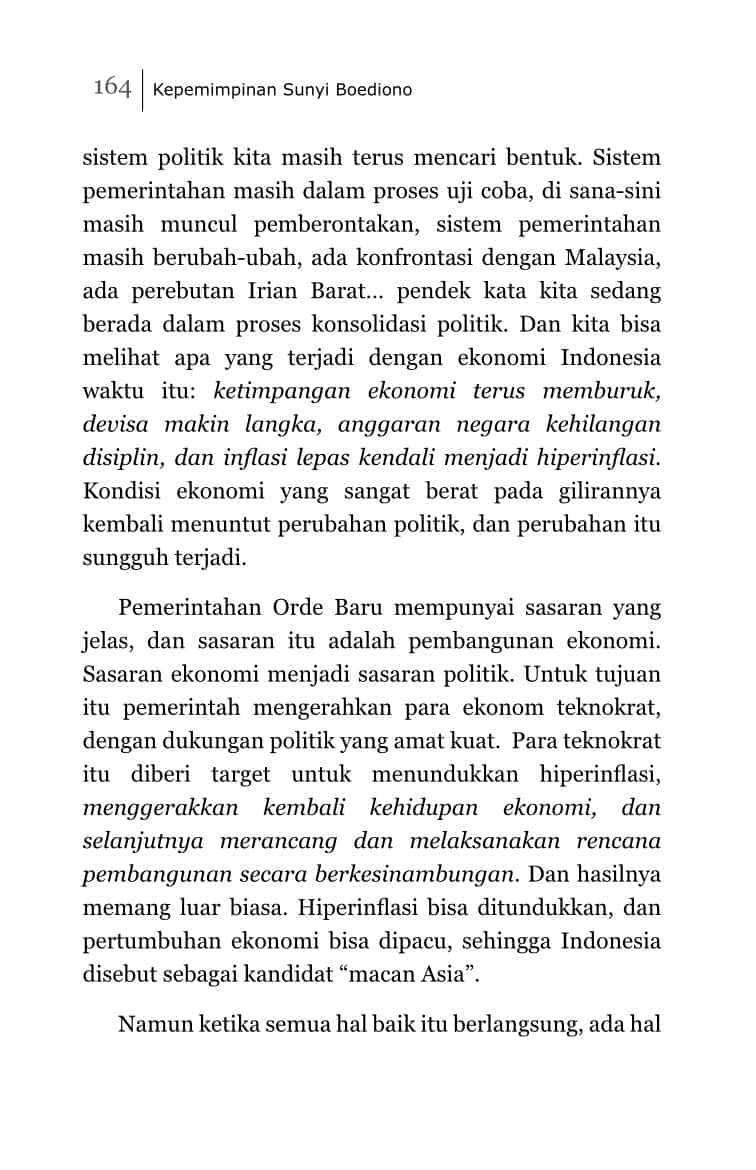 164 Kepemimpinan Sunyi Boediono
sistem politik kita masih terus mencari bentuk. Sistem
pemerintahan masih dalam proses uji coba, di sana-sini
masih muncul pemberontakan, sistem pemerintahan
masih berubah-ubah, ada konfrontasi dengan Malaysia,
ada perebutan Irian Barat... pendek kata kita sedang
berada dalam proses konsolidasi politik. Dan kita bisa
melihat apa yang terjadi dengan ekonomi Indonesia
waktu itu: ketimpangan ekonomi terus memburuk,
devisa makin langka, anggaran negara kehilangan
disiplin, dan inflasi lepas kendali menjadi hiperinflasi.
Kondisi ekonomi yang sangat berat pada gilirannya
kembali menuntut perubahan politik, dan perubahan itu
sungguh terjadi.
Pemerintahan Orde Baru mempunyai sasaran yang
jelas, dan sasaran itu adalah pembangunan ekonomi.
Sasaran ekonomi menjadi sasaran politik. Untuk tujuan
itu pemerintah mengerahkan para ekonom teknokrat,
dengan dukungan politik yang amat kuat. Para teknokrat
itu diberi target untuk menundukkan hiperinflasi,
menggerakkan kembali kehidupan ekonomi, dan
selanjutnya merancang dan melaksanakan rencana
pembangunan secara berkesinambungan. Dan hasilnya
memang luar biasa. Hiperinflasi bisa ditundukkan, dan
pertumbuhan ekonomi bisa dipacu, sehingga Indonesia
disebut sebagai kandidat “macan Asia”.
Namun ketika semua hal baik itu berlangsung, ada hal